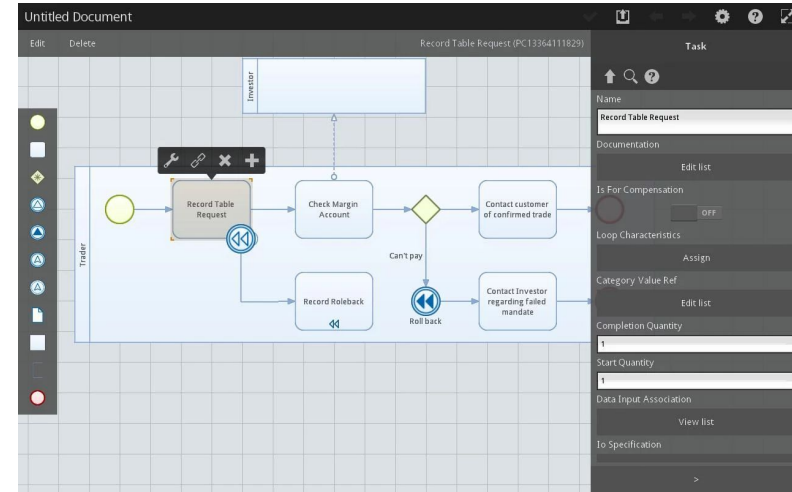 Untitled Document
Edit
Delete
Record Table Request (PC13364111829)
Task
Name
Record Table Request
Documentation
Edit list
Is For Compensation
OFF
Loop Characteristics
Assign
Category Value Ref
Edit list
Completion Quantity
1
Start Quantity
1
Data Input Association
View list
Io Specification
>
Investor
Trader
Record Table
Request
Check Margin
Account
Contact customer
of confirmed trade
Can't pay
Record Roleback
Roll back
Contact Investor
regarding failed
mandate